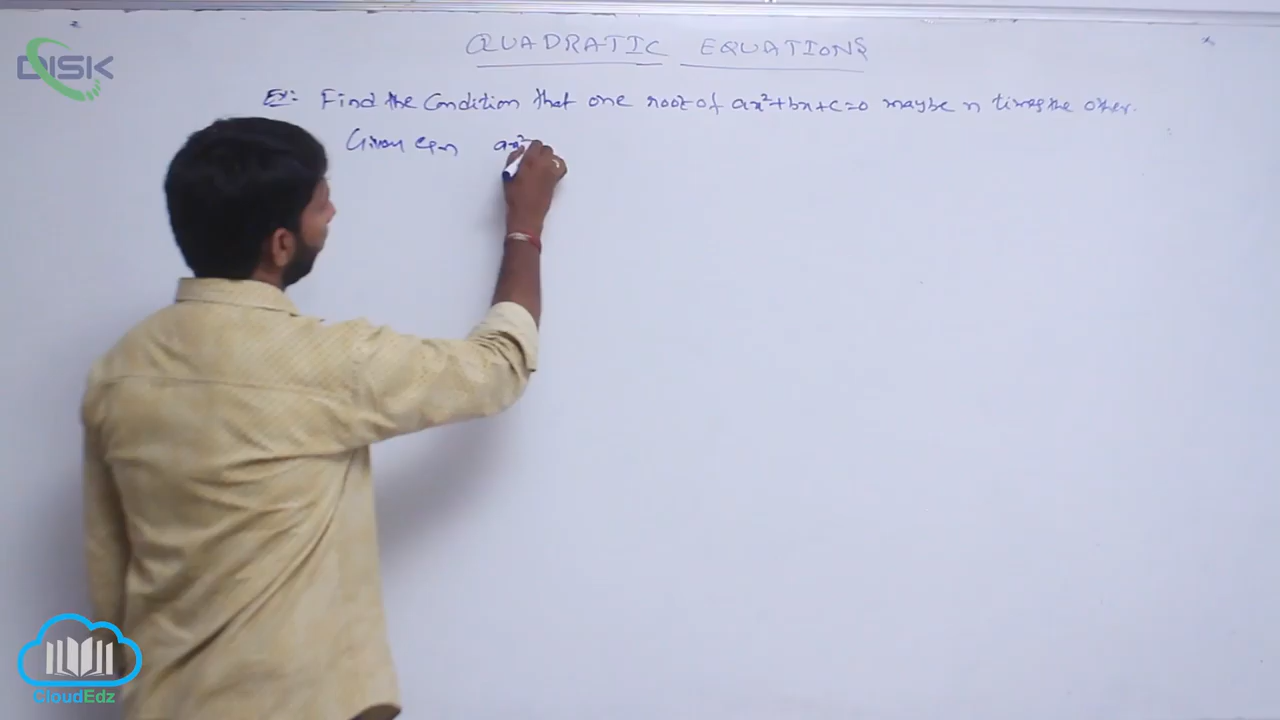 DISK
QUADRATIC EQUATIONS
Ex: Find the Condition that one root of ax²+bx+c=0 maybe n times the other.
Given eqn ax²
CloudEdz